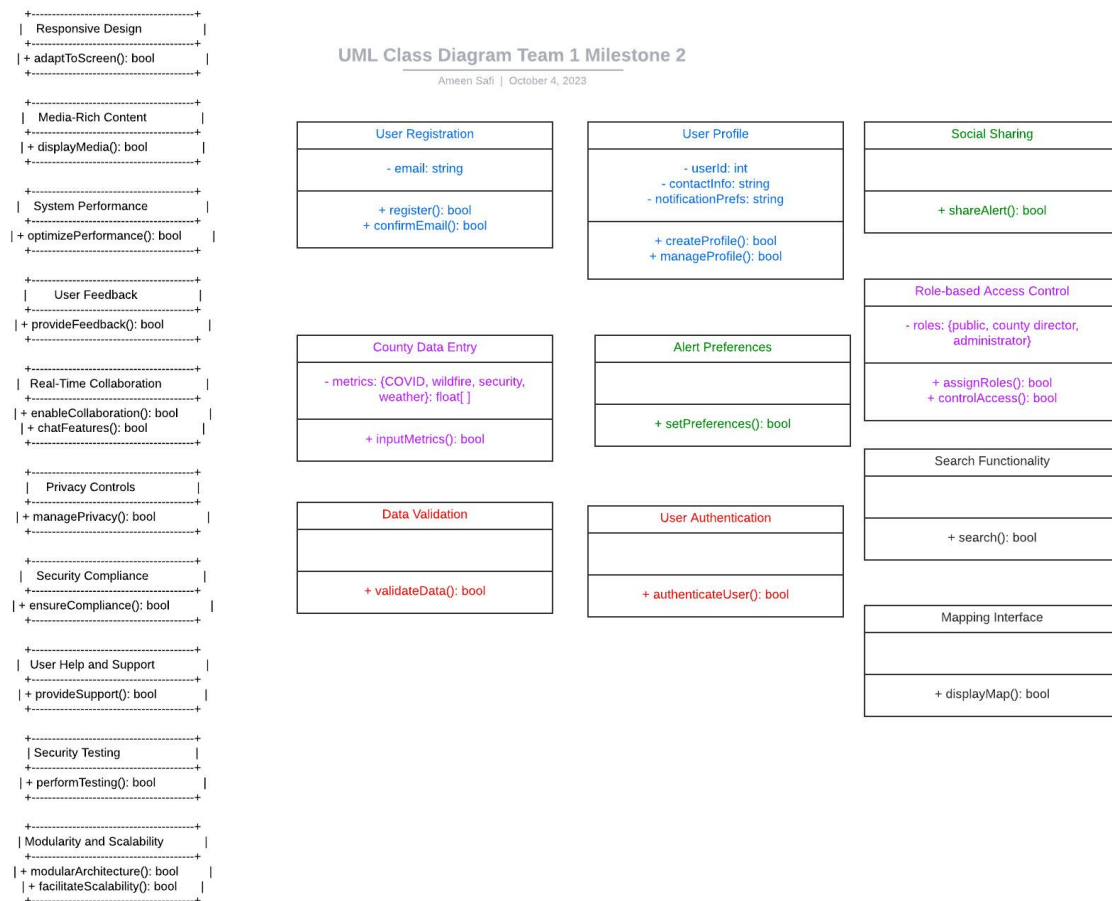 +---------------------------------------+
| Responsive Design |
+---------------------------------------+
| + adaptToScreen(): bool |
+---------------------------------------+
+---------------------------------------+
| Media-Rich Content |
+---------------------------------------+
| + displayMedia(): bool |
+---------------------------------------+
+---------------------------------------+
| System Performance |
+---------------------------------------+
| + optimizePerformance(): bool |
+---------------------------------------+
+---------------------------------------+
| User Feedback |
+---------------------------------------+
| + provideFeedback(): bool |
+---------------------------------------+
+---------------------------------------+
| Real-Time Collaboration |
+---------------------------------------+
| + enableCollaboration(): bool |
| + chatFeatures(): bool |
+---------------------------------------+
+---------------------------------------+
| Privacy Controls |
+---------------------------------------+
| + managePrivacy(): bool |
+---------------------------------------+
+---------------------------------------+
| Security Compliance |
+---------------------------------------+
| + ensureCompliance(): bool |
+---------------------------------------+
+---------------------------------------+
| User Help and Support |
+---------------------------------------+
| + provideSupport(): bool |
+---------------------------------------+
+---------------------------------------+
| Security Testing |
+---------------------------------------+
| + performTesting(): bool |
+---------------------------------------+
+---------------------------------------+
| Modularity and Scalability |
+---------------------------------------+
| + modularArchitecture(): bool |
| + facilitateScalability(): bool |
+---------------------------------------+
UML Class Diagram Team 1 Milestone 2
Ameen Safi | October 4, 2023
User Registration
- email: string
+ register(): bool
+ confirmEmail(): bool
User Profile
- userId: int
- contactInfo: string
- notificationPrefs: string
+ createProfile(): bool
+ manageProfile(): bool
Social Sharing
+ shareAlert(): bool
Role-based Access Control
- roles: {public, county director,
administrator}
+ assignRoles(): bool
+ controlAccess(): bool
County Data Entry
- metrics: {COVID, wildfire, security,
weather}: float[ ]
+ inputMetrics(): bool
Alert Preferences
+ setPreferences(): bool
Search Functionality
+ search(): bool
Data Validation
+ validateData(): bool
User Authentication
+ authenticateUser(): bool
Mapping Interface
+ displayMap(): bool